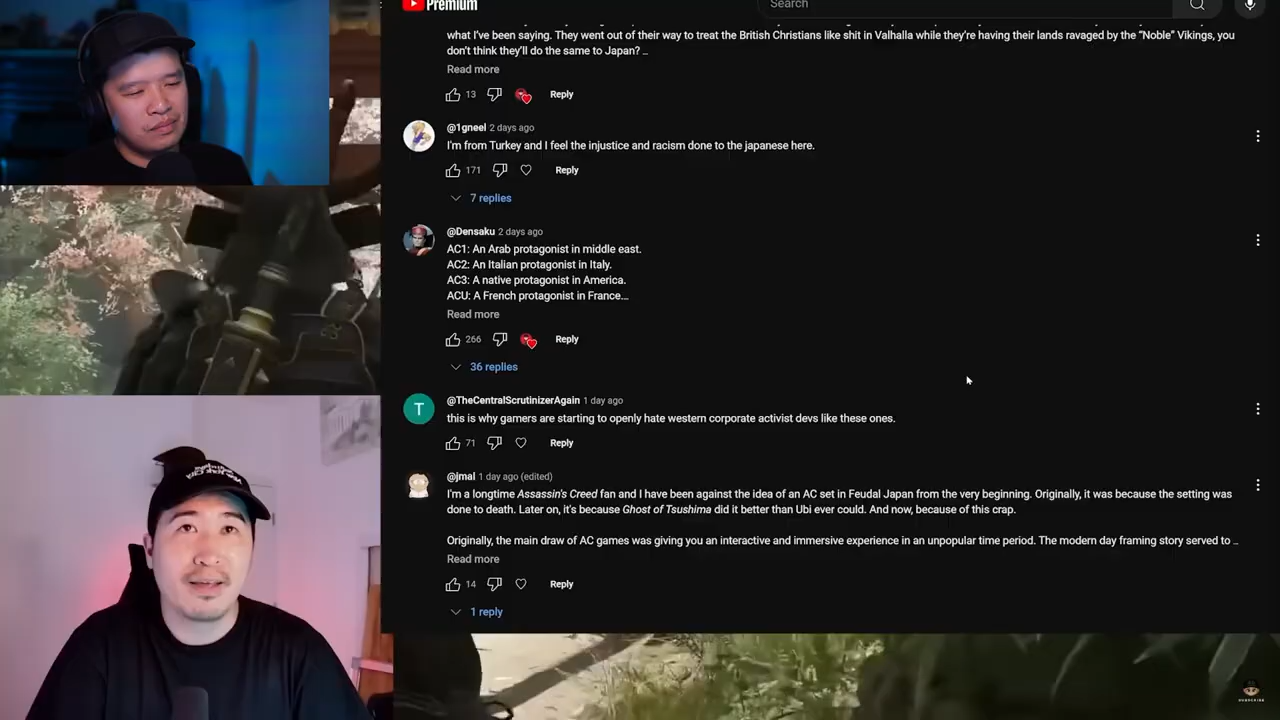 Premium
Search
what I've been saying. They went out of their way to treat the British Christians like shit in Valhalla while they're having their lands ravaged by the “Noble” Vikings, you
don't think they'll do the same to Japan? ...
Read more
13
Reply
@1gneel 2 days ago
I'm from Turkey and I feel the injustice and racism done to the japanese here.
171
Reply
7 replies
@Densaku 2 days ago
AC1: An Arab protagonist in middle east.
AC2: An Italian protagonist in Italy.
AC3: A native protagonist in America.
ACU: A French protagonist in France...
Read more
266
Reply
36 replies
T
@TheCentralScrutinizerAgain 1 day ago
this is why gamers are starting to openly hate western corporate activist devs like these ones.
71
Reply
@jmal 1 day ago (edited)
I'm a longtime Assassin's Creed fan and I have been against the idea of an AC set in Feudal Japan from the very beginning. Originally, it was because the setting was
done to death. Later on, it's because Ghost of Tsushima did it better than Ubi ever could. And now, because of this crap.
Originally, the main draw of AC games was giving you an interactive and immersive experience in an unpopular time period. The modern day framing story served to ...
Read more
14
Reply
1 reply
SUBSCRIBE